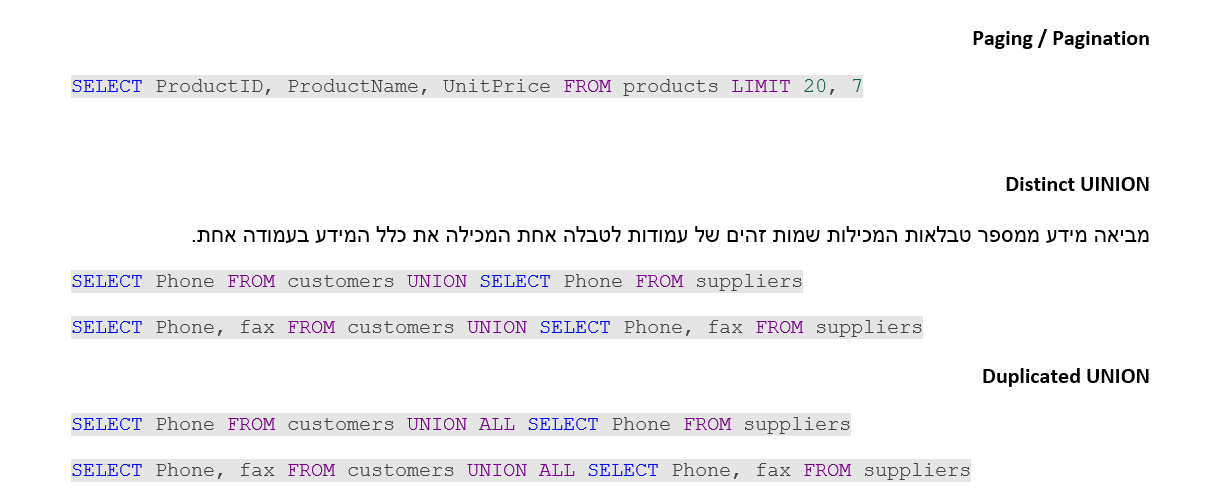 Paging / Pagination
SELECT ProductID, ProductName, UnitPrice FROM products LIMIT 20, 7
Distinct UINION
מביאה מידע ממספר טבלאות המכילות שמות זהים של עמודות לטבלה אחת המכילה את כלל המידע בעמודה אחת.
SELECT Phone FROM customers UNION SELECT Phone FROM suppliers
SELECT Phone, fax FROM customers UNION SELECT Phone, fax FROM suppliers
Duplicated UNION
SELECT Phone FROM customers UNION ALL SELECT Phone FROM suppliers
SELECT Phone, fax FROM customers UNION ALL SELECT Phone, fax FROM suppliers